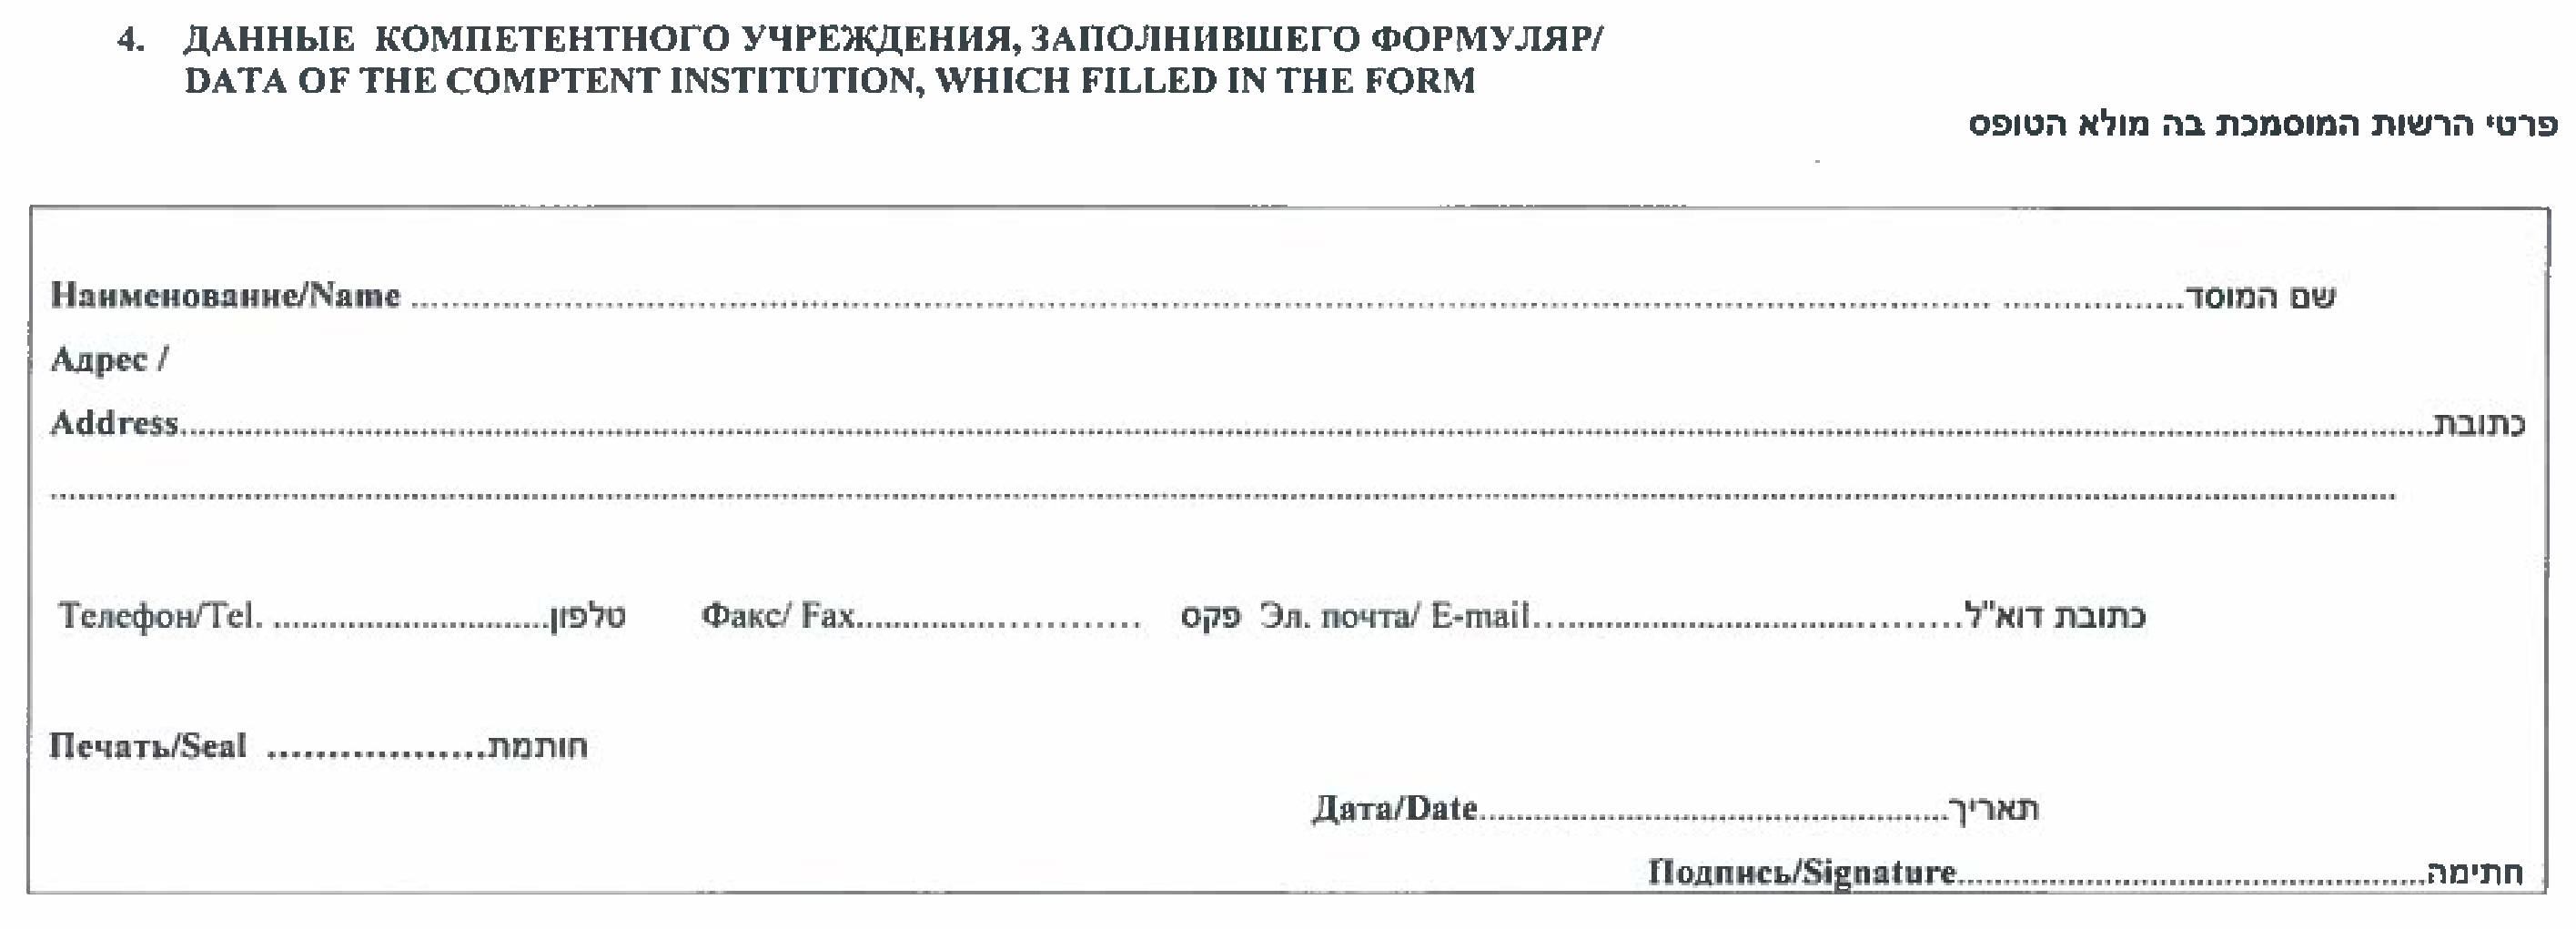 4. ДАННЫЕ КОМПЕТЕНТНОГО УЧРЕЖДЕНИЯ, ЗАПОЛНИВШЕГО ФОРМУЛЯР/
DATA OF THE COMPTENT INSTITUTION, WHICH FILLED IN THE FORM
פרטי הרשות המוסמכת בה מולא הטופס
Наименование/Name ........................................ שם המוסד
Адрес /
Address........................................כתובת
........................................
Телефон/Tel. ..............................טלפון Факс/ Fax.............................. פקס Эл. почта/ E-mail........................................כתובת דוא"ל
Печать/Seal ..................חותמת
Дата/Date........................................תאריך
Подпись/Signature........................................חתימה